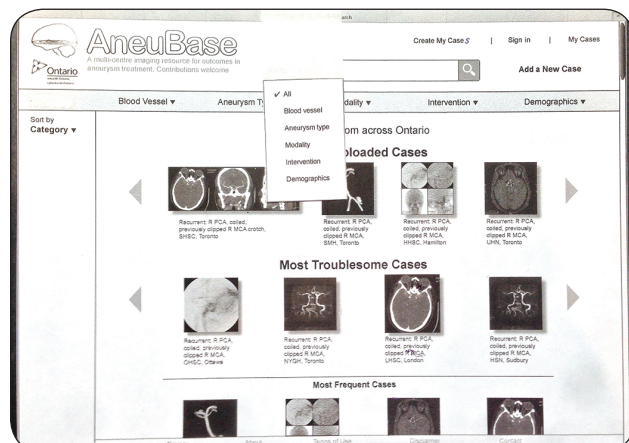 AneuBase
A multi-centre imaging resource for outcomes in
aneurysm treatment. Contributions welcome
Ontario
Create My Case S | Sign in | My Cases
Add a New Case
Blood Vessel ▾
Intervention ▾
Demographics ▾
✓ All
Blood vessel
Aneurysm type
Modality
Intervention
Demographics
Sort by
Category ▾
om across Ontario
oloaded Cases
Recurrent: R PCA, coiled,
previously clipped R MCA crotch,
SHSC, Toronto
Recurrent: R PCA,
coiled, previously
clipped R MCA,
SMH, Toronto
Recurrent: R PCA,
coiled, previously
clipped R MCA,
HHSC, Hamilton
Recurrent: R PCA,
coiled, previously
clipped R MCA,
UHN, Toronto
Most Troublesome Cases
Recurrent: R PCA,
coiled, previously
clipped R MCA,
OHSC, Ottawa
Recurrent: R PCA,
coiled, previously
clipped R MCA,
NYGH, Toronto
Recurrent: R PCA,
coiled, previously
clipped R MCA,
LHSC, London
Recurrent: R PCA,
coiled, previously
clipped R MCA,
HSN, Sudbury
Most Frequent Cases
About
Terms of Use
Disclaimer
Contact